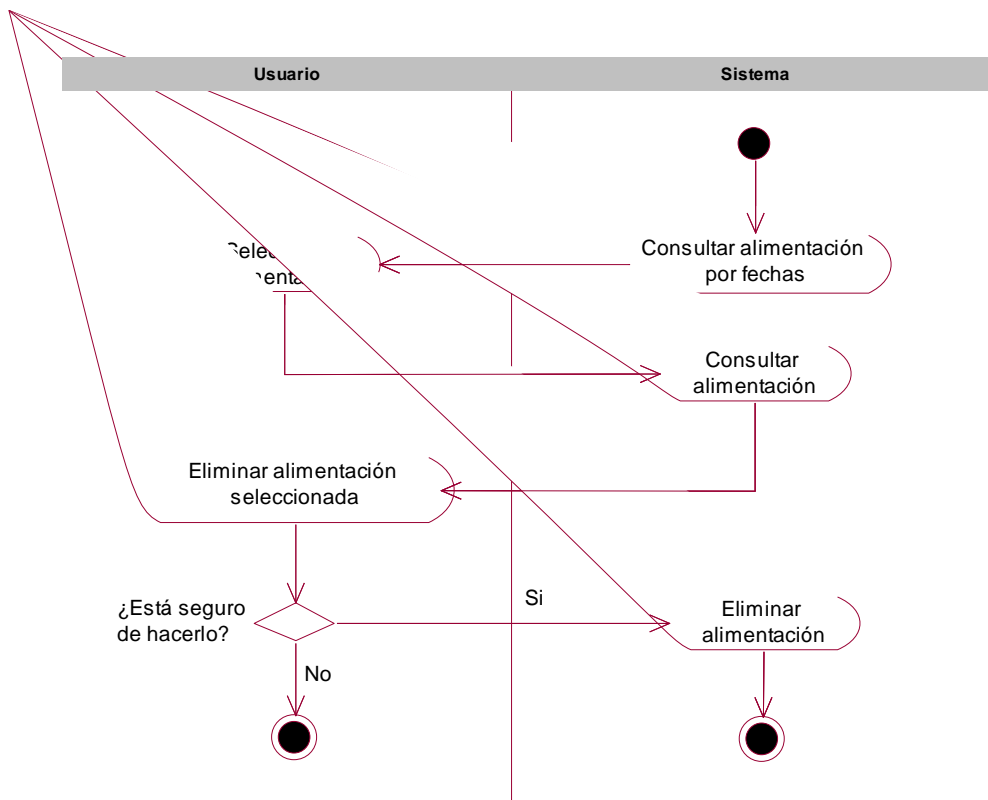 Usuario
Sistema
Consultar alimentación
por fechas
Consultar
alimentación
Eliminar alimentación
seleccionada
¿Está seguro
de hacerlo?
Si
Eliminar
alimentación
No